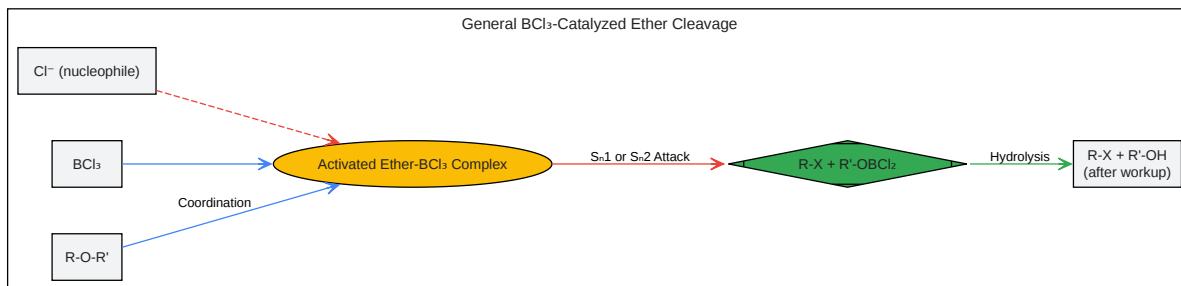 General BCl₃-Catalyzed Ether Cleavage
Cl⁻ (nucleophile)
BCl₃
Activated Ether-BCl₃ Complex
Sₙ1 or Sₙ2 Attack
R-X + R'-OBCl₂
Hydrolysis
R-X + R'-OH
(after workup)
Coordination
R-O-R'